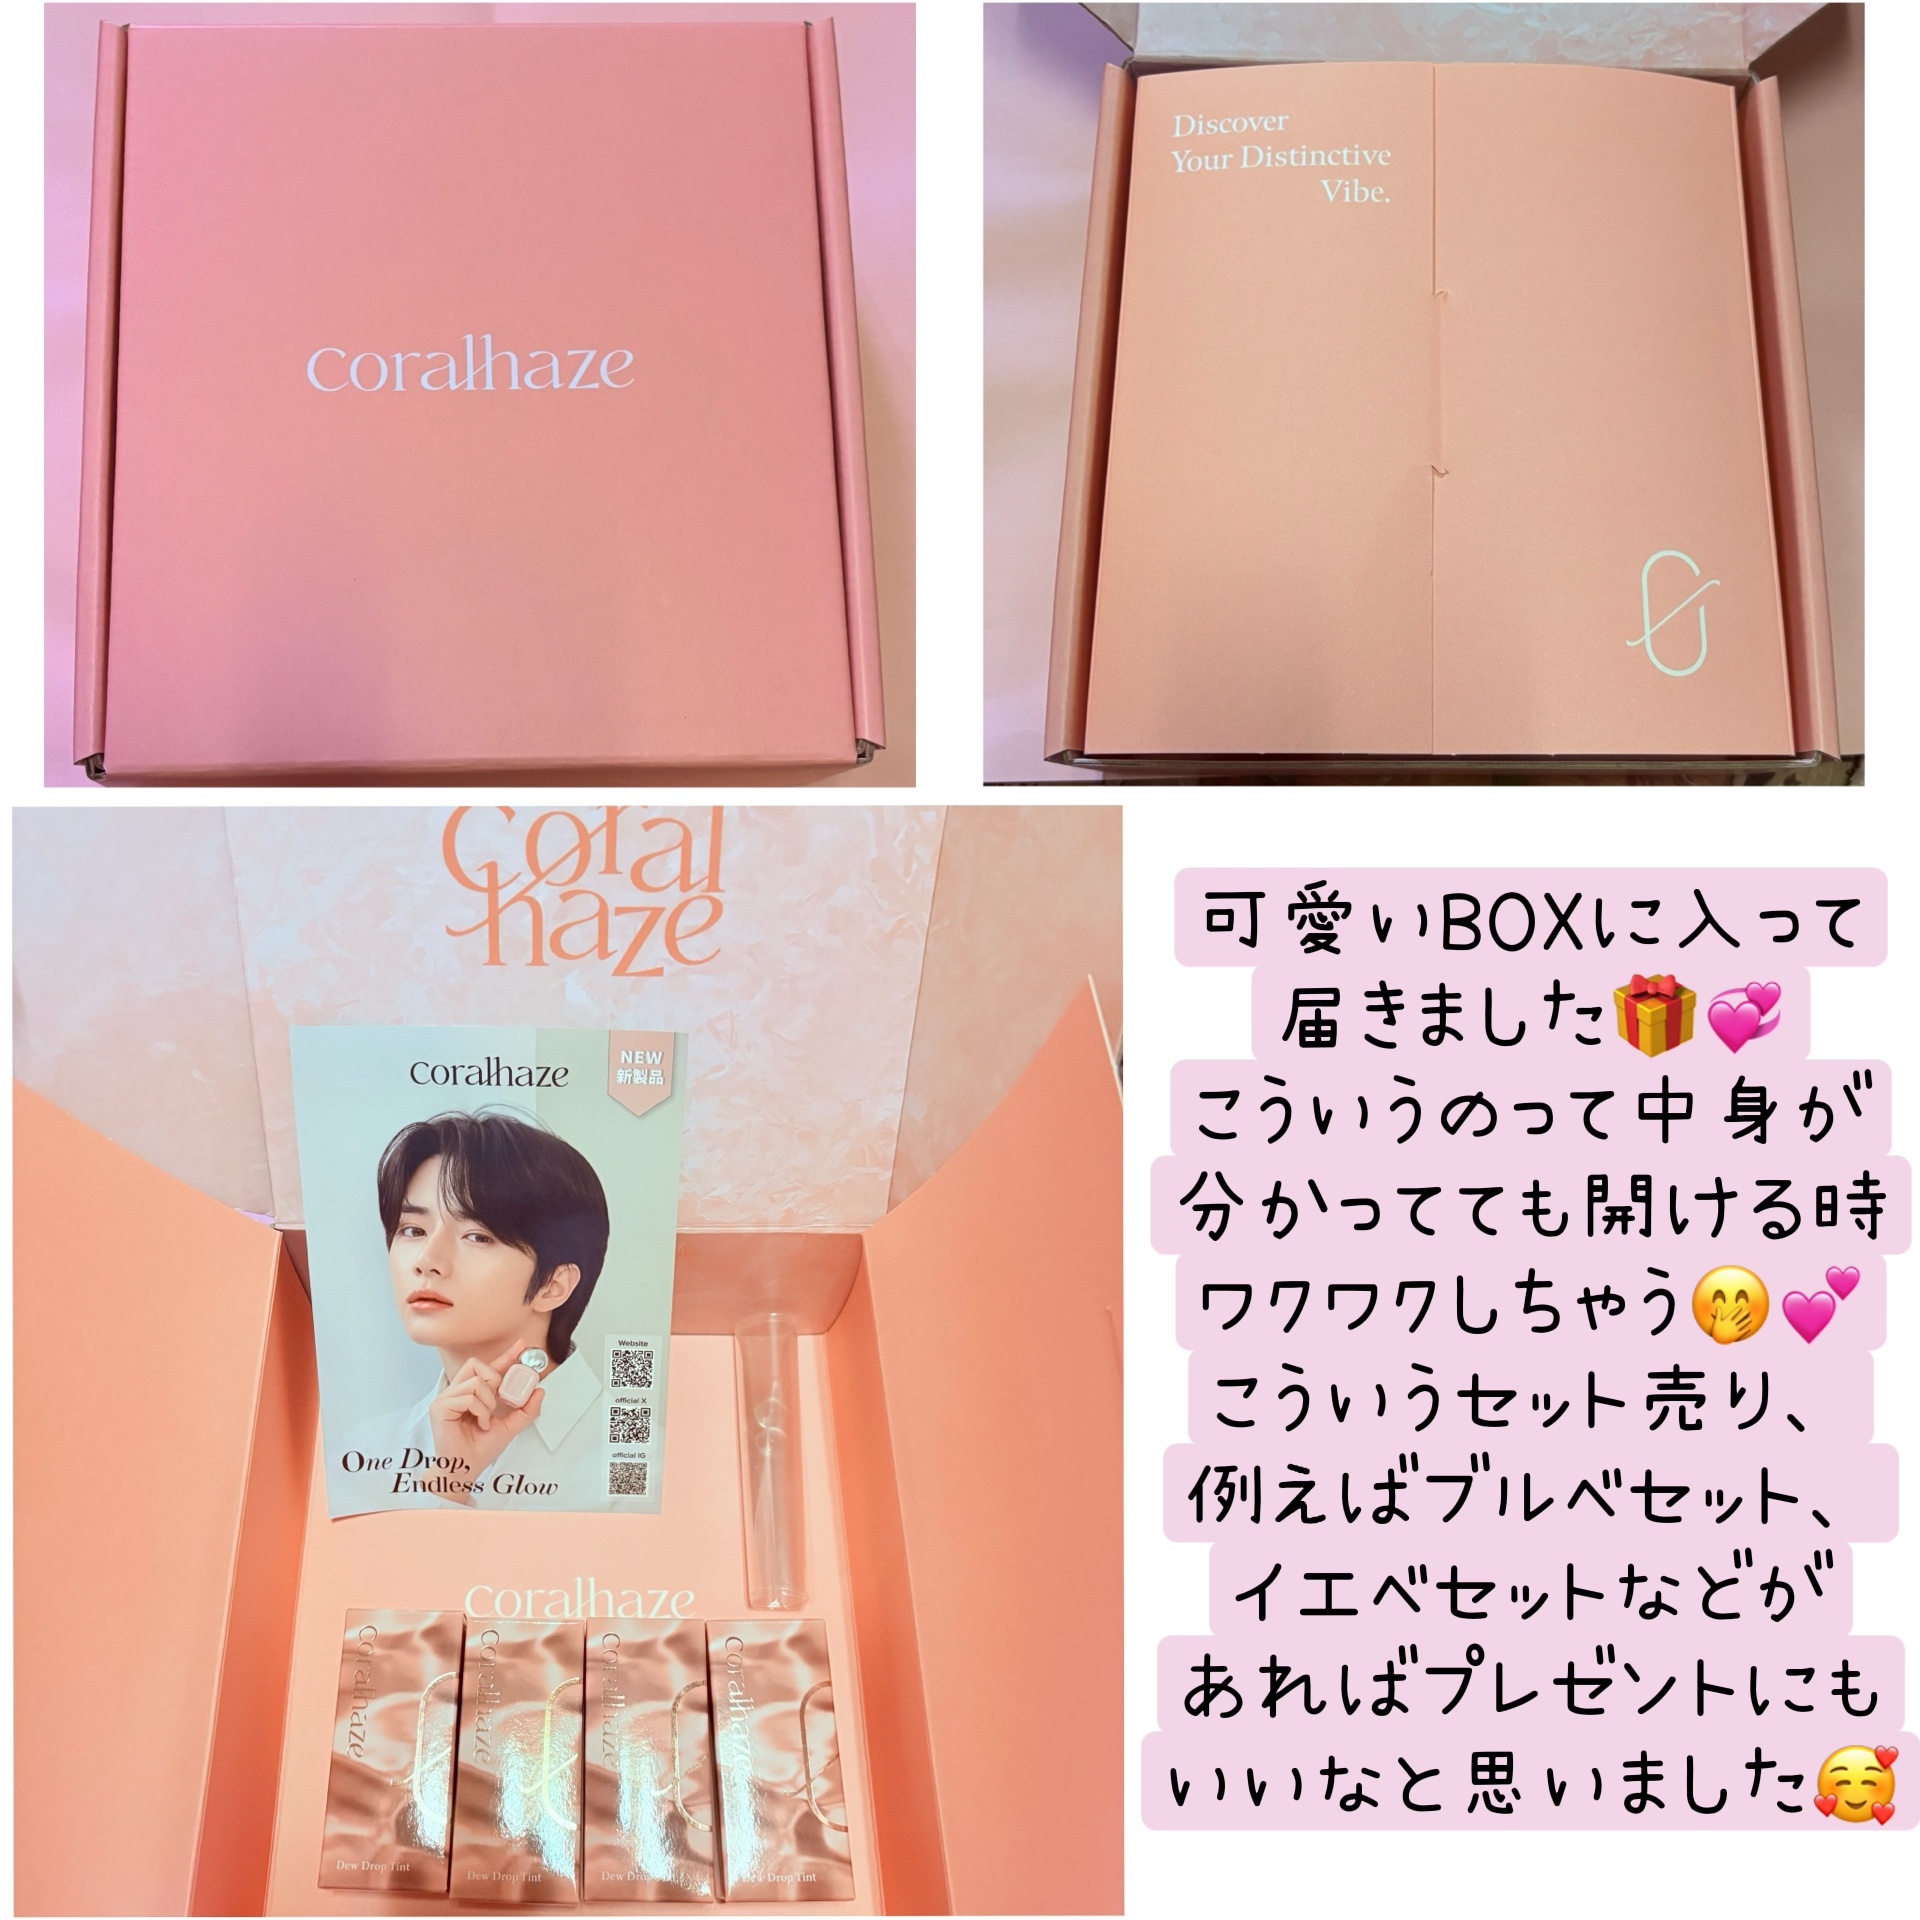 coralhaze
Discover
Your Distinctive
Vibe.
Coral
haze
coralhaze
NEW
新製品
Website
official X
official IG
One Drop,
Endless Glow
coralhaze
coralhaze
coralhaze
coralhaze
coralhaze
Dew Drop Tint
Dew Drop Tint
Dew Drop Tint
Dew Drop Tint
可愛いBOXに入って
届きました🎁💞
こういうのって中身が
分かってても開ける時
ワクワクしちゃう🤭💕
こういうセット売り、
例えばブルベセット、
イエベセットなどが
あればプレゼントにも
いいなと思いました🥰